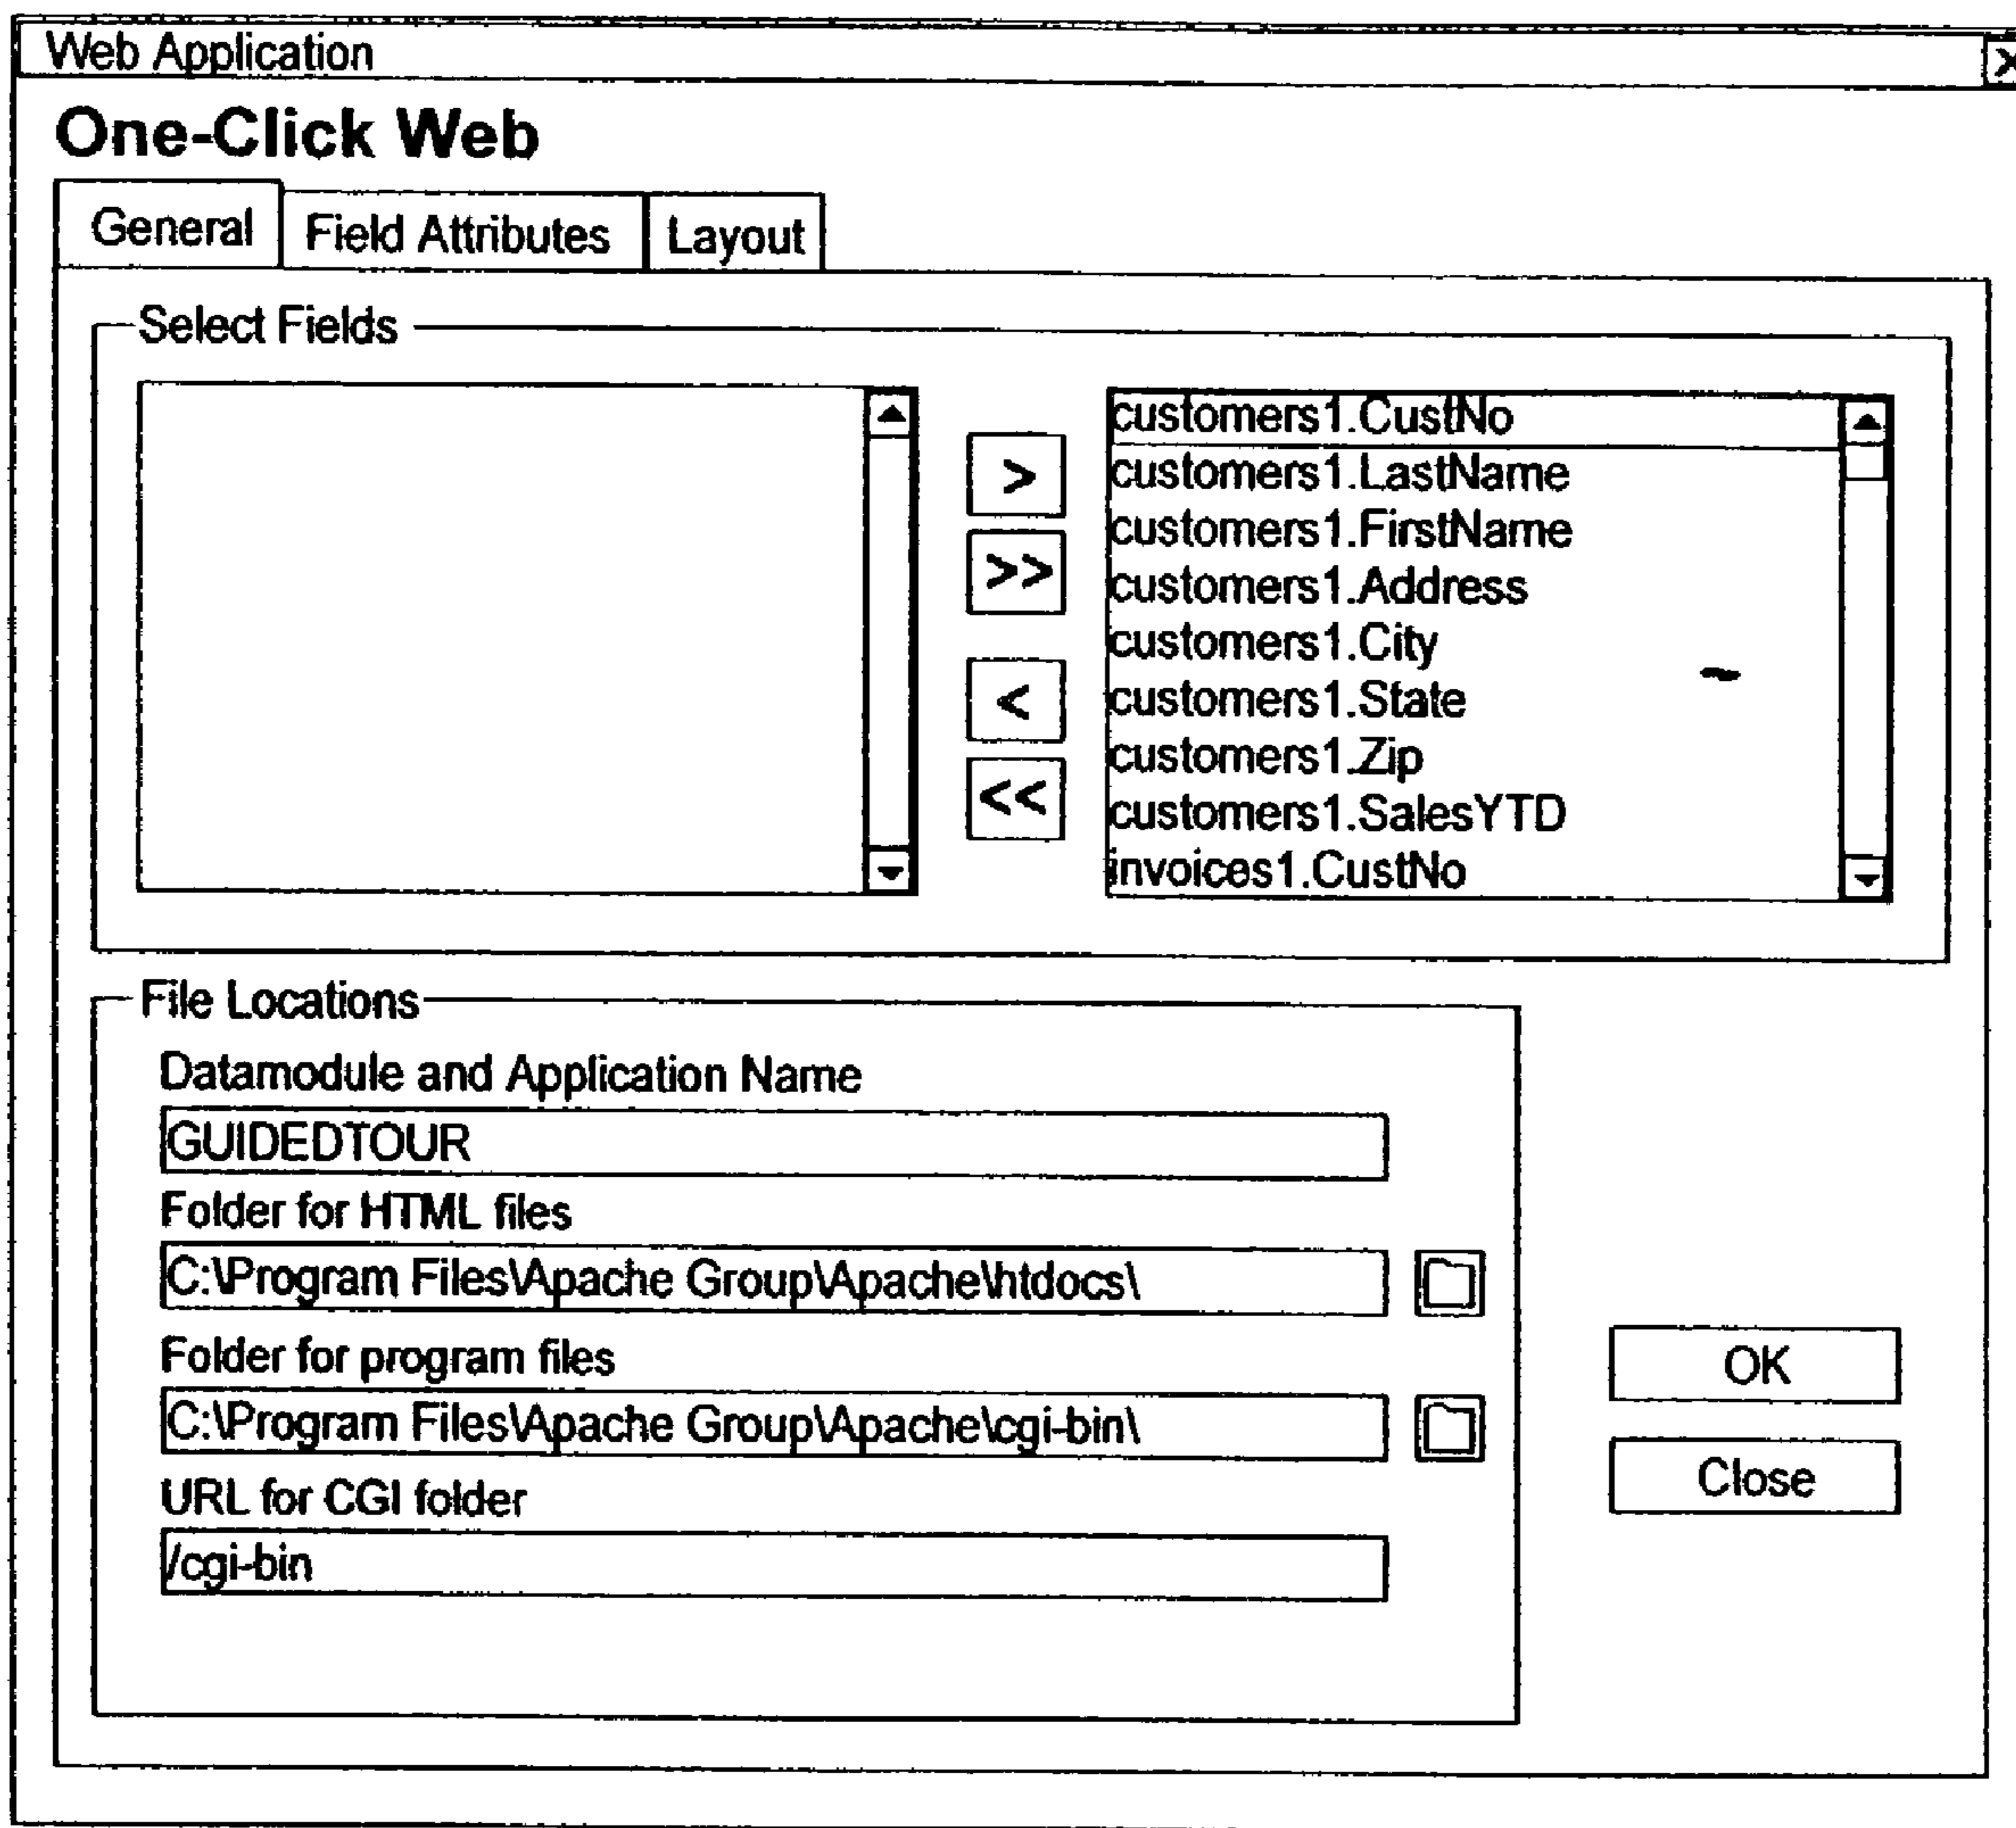 Web Application
One-Click Web
General Field Attributes Layout
Select Fields
>
>>
<
<<
customers1.CustNo
customers1.LastName
customers1.FirstName
customers1.Address
customers1.City
customers1.State
customers1.Zip
customers1.SalesYTD
invoices1.CustNo
File Locations
Datamodule and Application Name
GUIDEDTOUR
Folder for HTML files
C:\Program Files\Apache Group\Apache\htdocs\
Folder for program files
C:\Program Files\Apache Group\Apache\cgi-bin\
URL for CGI folder
/cgi-bin
OK
Close